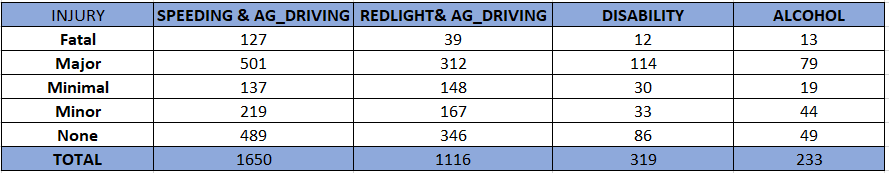 INJURY SPEEDING & AG_DRIVING REDLIGHT& AG_DRIVING DISABILITY ALCOHOL
Fatal 127 39 12 13
Major 501 312 114 79
Minimal 137 148 30 19
Minor 219 167 33 44
None 489 346 86 49
TOTAL 1650 1116 319 233